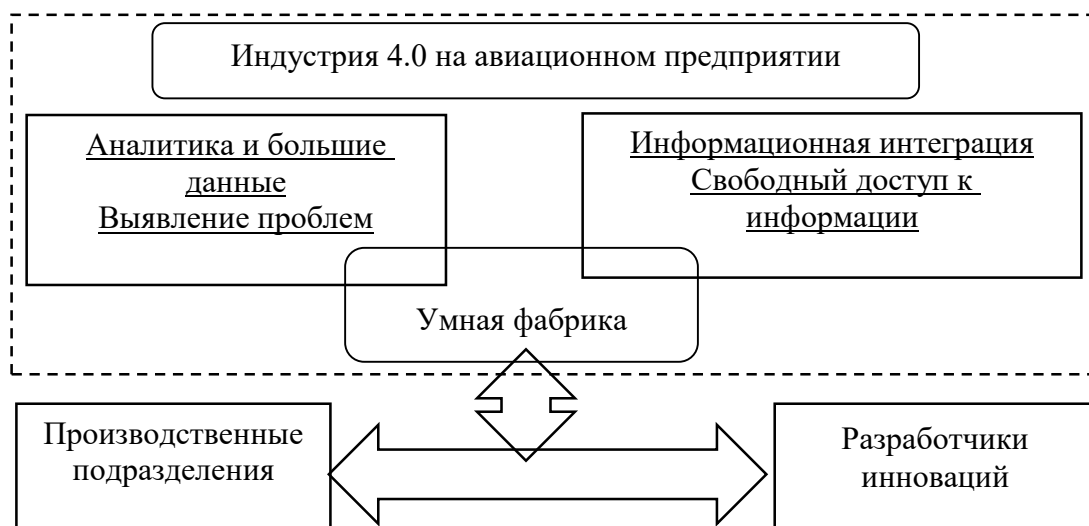 Индустрия 4.0 на авиационном предприятии
Аналитика и большие
данные
Выявление проблем
Информационная интеграция
Свободный доступ к
информации
Умная фабрика
Производственные
подразделения
Разработчики
инноваций